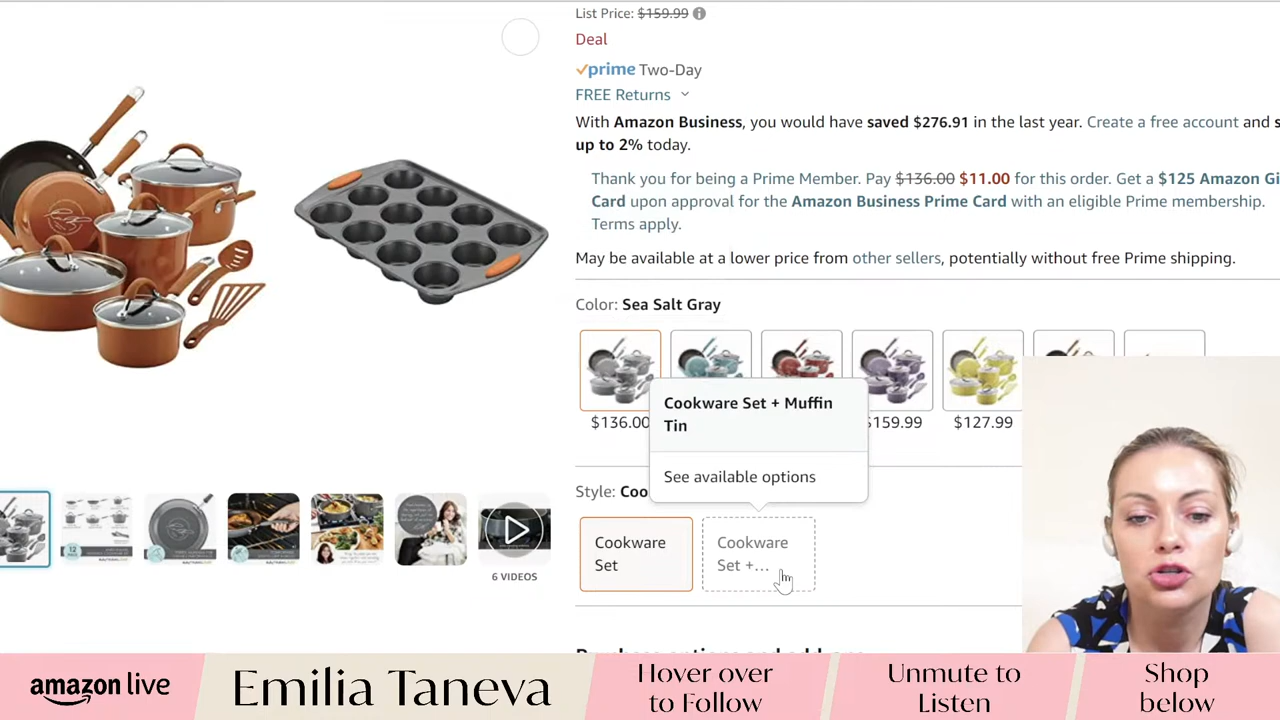 List Price: $159.99
Deal
prime Two-Day
FREE Returns
With Amazon Business, you would have saved $276.91 in the last year. Create a free account and s
up to 2% today.
Thank you for being a Prime Member. Pay $136.00 $11.00 for this order. Get a $125 Amazon Gi
Card upon approval for the Amazon Business Prime Card with an eligible Prime membership.
Terms apply.
May be available at a lower price from other sellers, potentially without free Prime shipping.
Color: Sea Salt Gray
$136.00
$159.99
$127.99
Cookware Set + Muffin
Tin
See available options
Style: Coo
Cookware
Set
Cookware
Set +...
6 VIDEOS
amazon live
Emilia Taneva
Hover over
to Follow
Unmute to
Listen
Shop
below